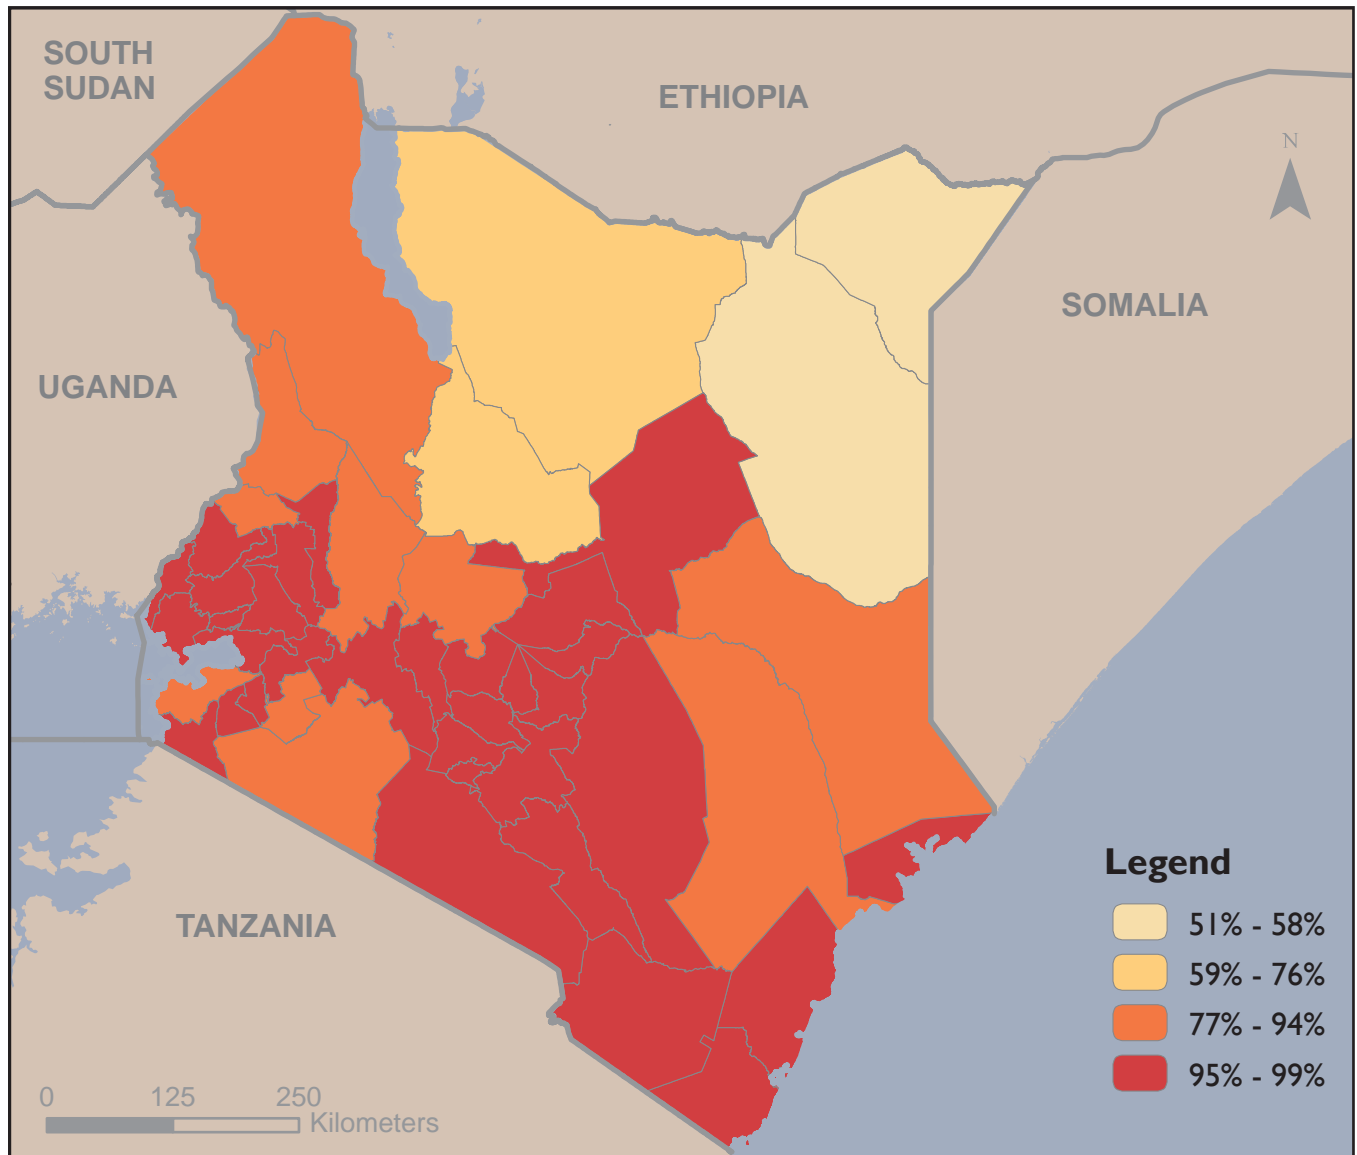 SOUTH
SUDAN
ETHIOPIA
N
SOMALIA
UGANDA
TANZANIA
Legend
51% - 58%
59% - 76%
77% - 94%
95% - 99%
0 125 250
Kilometers